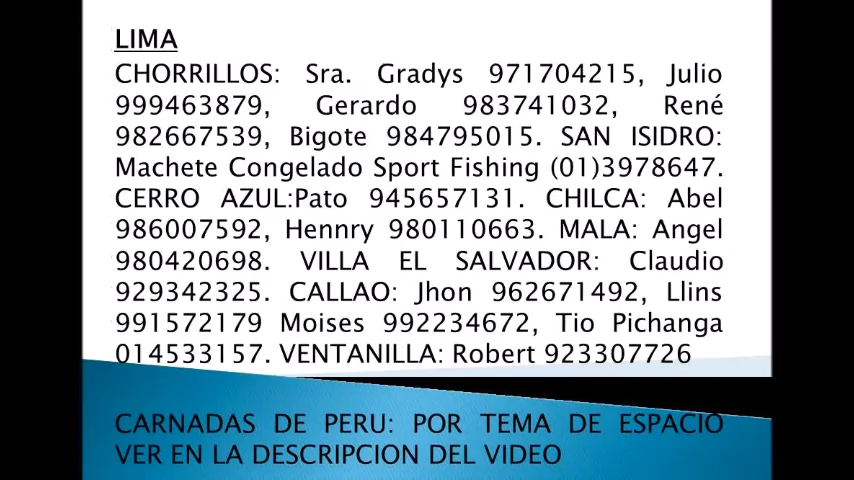 LIMA
CHORRILLOS: Sra. Gradys 971704215, Julio
999463879, Gerardo 983741032, René
982667539, Bigote 984795015. SAN ISIDRO:
Machete Congelado Sport Fishing (01)3978647.
CERRO AZUL:Pato 945657131. CHILCA: Abel
986007592, Hennry 980110663. MALA: Angel
980420698. VILLA EL SALVADOR: Claudio
929342325. CALLAO: Jhon 962671492, Llins
991572179 Moises 992234672, Tio Pichanga
014533157. VENTANILLA: Robert 923307726
CARNADAS DE PERU: POR TEMA DE ESPACIO
VER EN LA DESCRIPCION DEL VIDEO